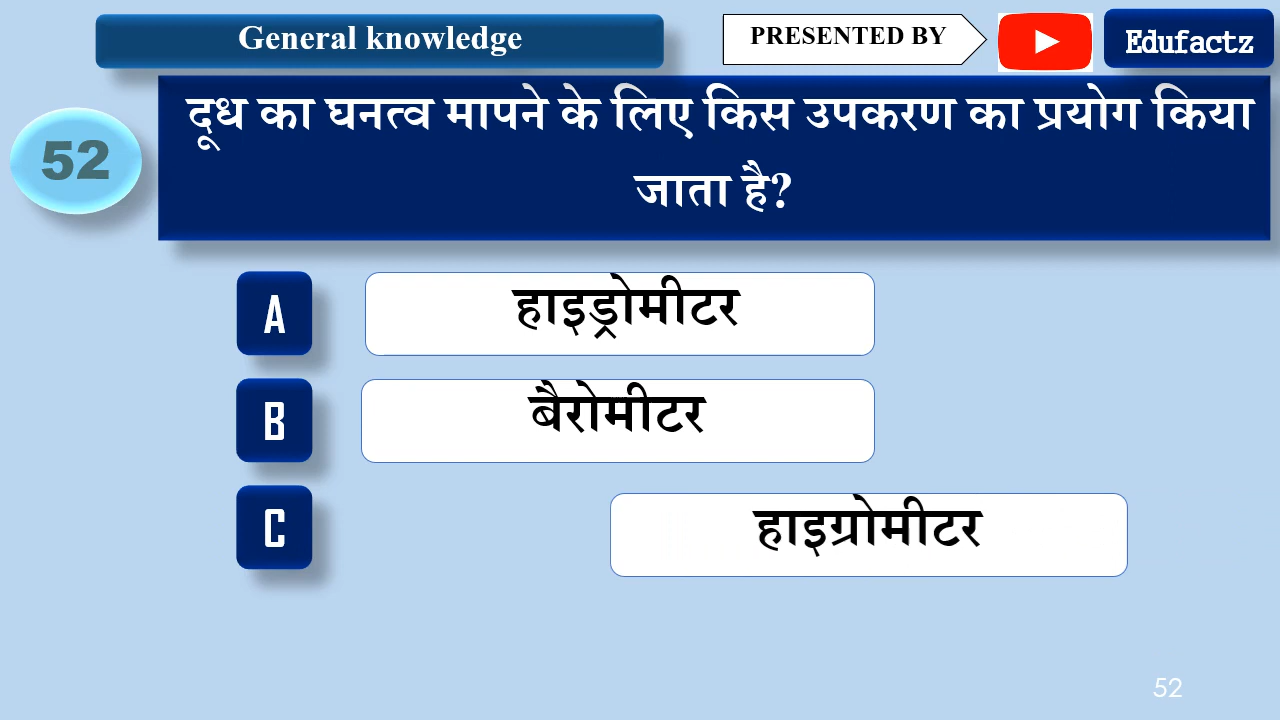 General knowledge
PRESENTED BY
Edufactz
52
दूध का घनत्व मापने के लिए किस उपकरण का प्रयोग किया
जाता है?
A
हाइड्रोमीटर
B
बैरोमीटर
C
हाइग्रोमीटर
52